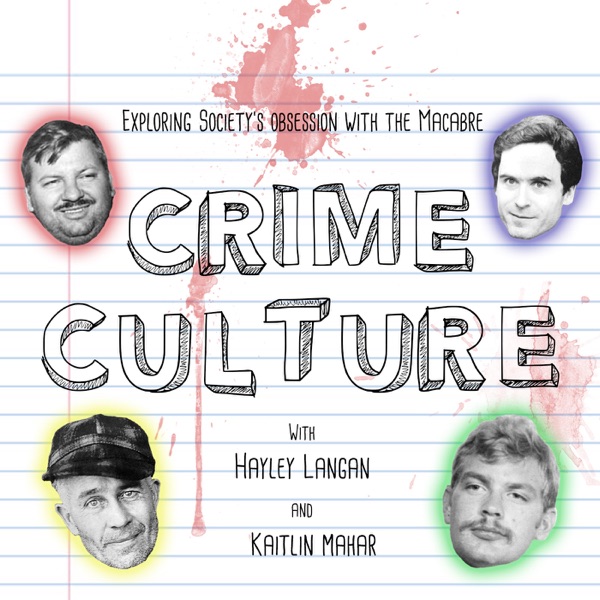 Exploring Society's obsession with the Macabre
CRIME
CULTURE
With
Hayley Langan
and
Kaitlin Mahar